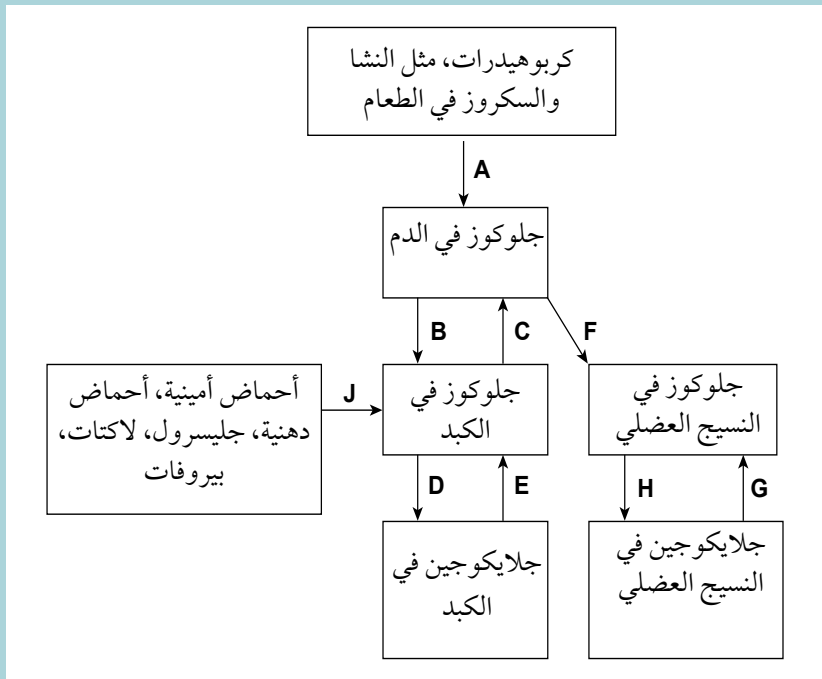 كربوهيدرات، مثل النشا
والسكروز في الطعام
A
جلوكوز في الدم
B
C
F
أحماض أمينية، أحماض
دهنية، جليسرول، لاكتات،
بيروفات
J
جلوكوز في
الكبد
جلوكوز في
النسيج العضلي
D
E
H
G
جلايكوجين في
الكبد
جلايكوجين في
النسيج العضلي